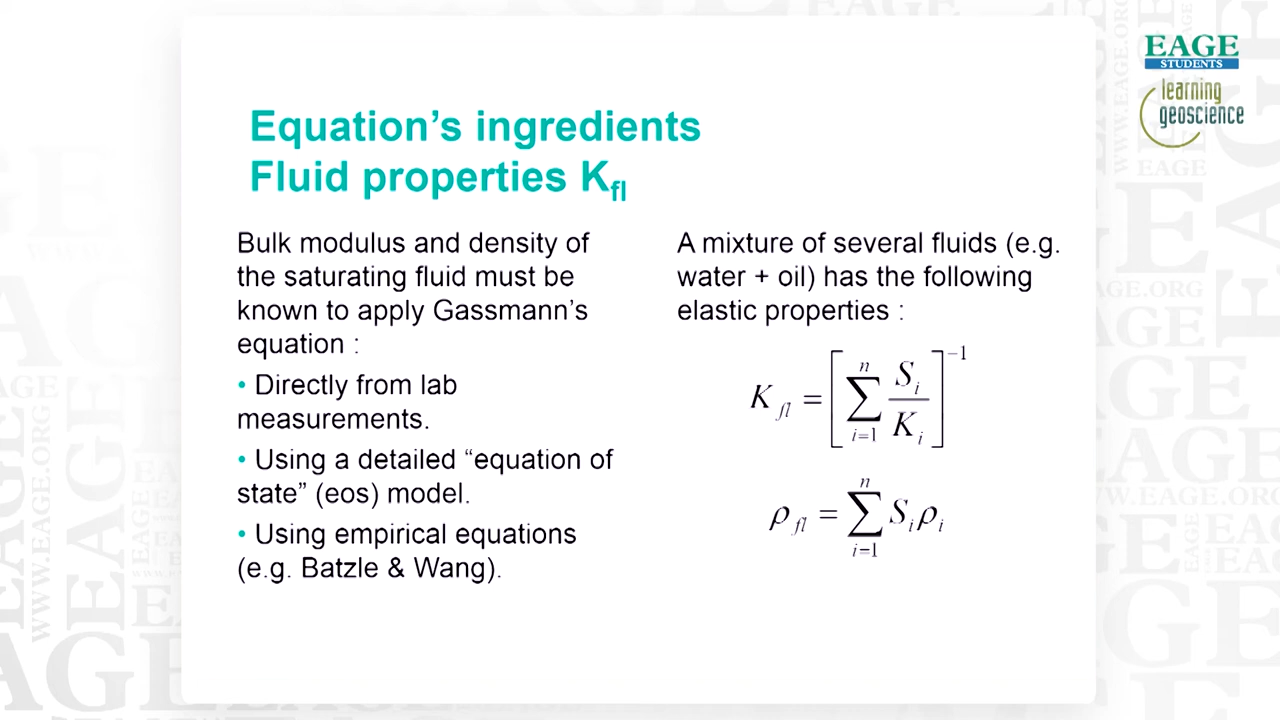 EAGE
STUDENTS
learning
geoscience
Equation’s ingredients
Fluid properties Kfl
Bulk modulus and density of
the saturating fluid must be
known to apply Gassmann’s
equation :
• Directly from lab
measurements.
• Using a detailed “equation of
state” (eos) model.
• Using empirical equations
(e.g. Batzle & Wang).
A mixture of several fluids (e.g.
water + oil) has the following
elastic properties :
K_fl = [ ∑_{i=1}^{n} S_i / K_i ]^{-1}
ρ_fl = ∑_{i=1}^{n} S_i ρ_i